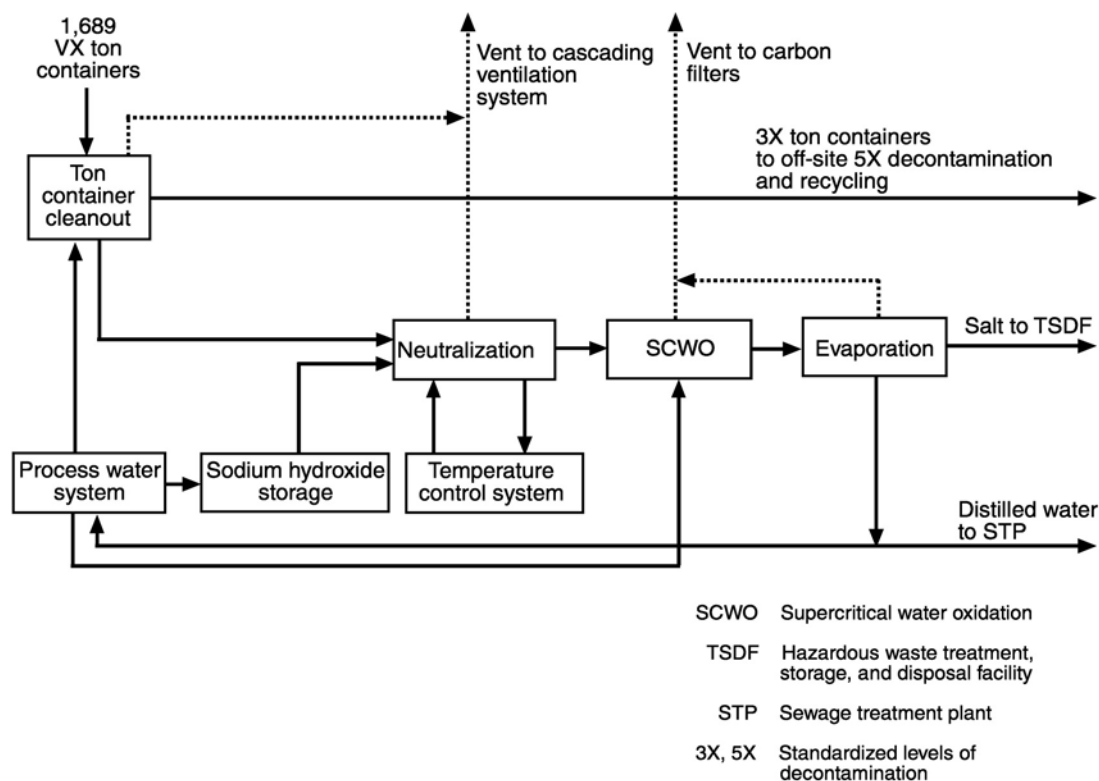 1,689
VX ton
containers
Vent to cascading
ventilation
system
Vent to carbon
filters
3X ton containers
to off-site 5X decontamination
and recycling
Ton
container
cleanout
Neutralization
SCWO
Evaporation
Salt to TSDF
Process water
system
Sodium hydroxide
storage
Temperature
control system
Distilled water
to STP
SCWO Supercritical water oxidation
TSDF Hazardous waste treatment,
storage, and disposal facility
STP Sewage treatment plant
3X, 5X Standardized levels of
decontamination